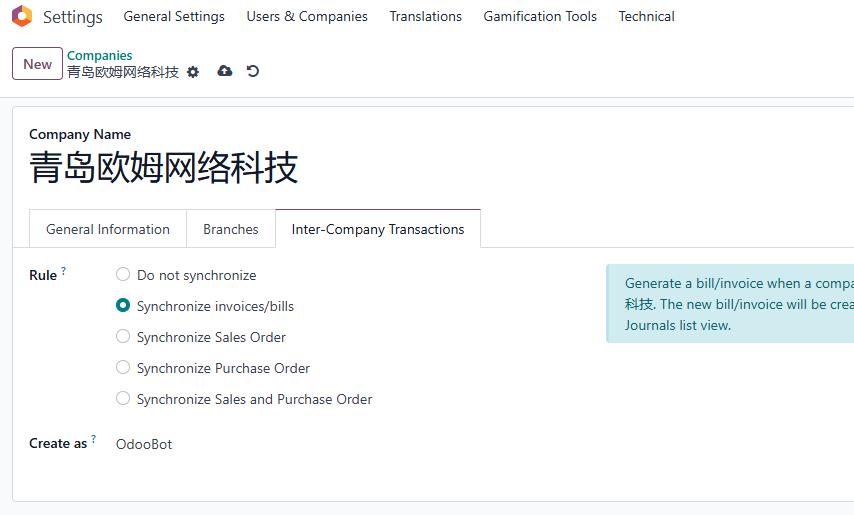 Settings General Settings Users & Companies Translations Gamification Tools Technical
New
Companies
青岛欧姆网络科技
Company Name
青岛欧姆网络科技
General Information Branches Inter-Company Transactions
Rule ?
Do not synchronize
Synchronize invoices/bills
Synchronize Sales Order
Synchronize Purchase Order
Synchronize Sales and Purchase Order
Generate a bill/invoice when a compa
科技. The new bill/invoice will be crea
Journals list view.
Create as ? OdooBot